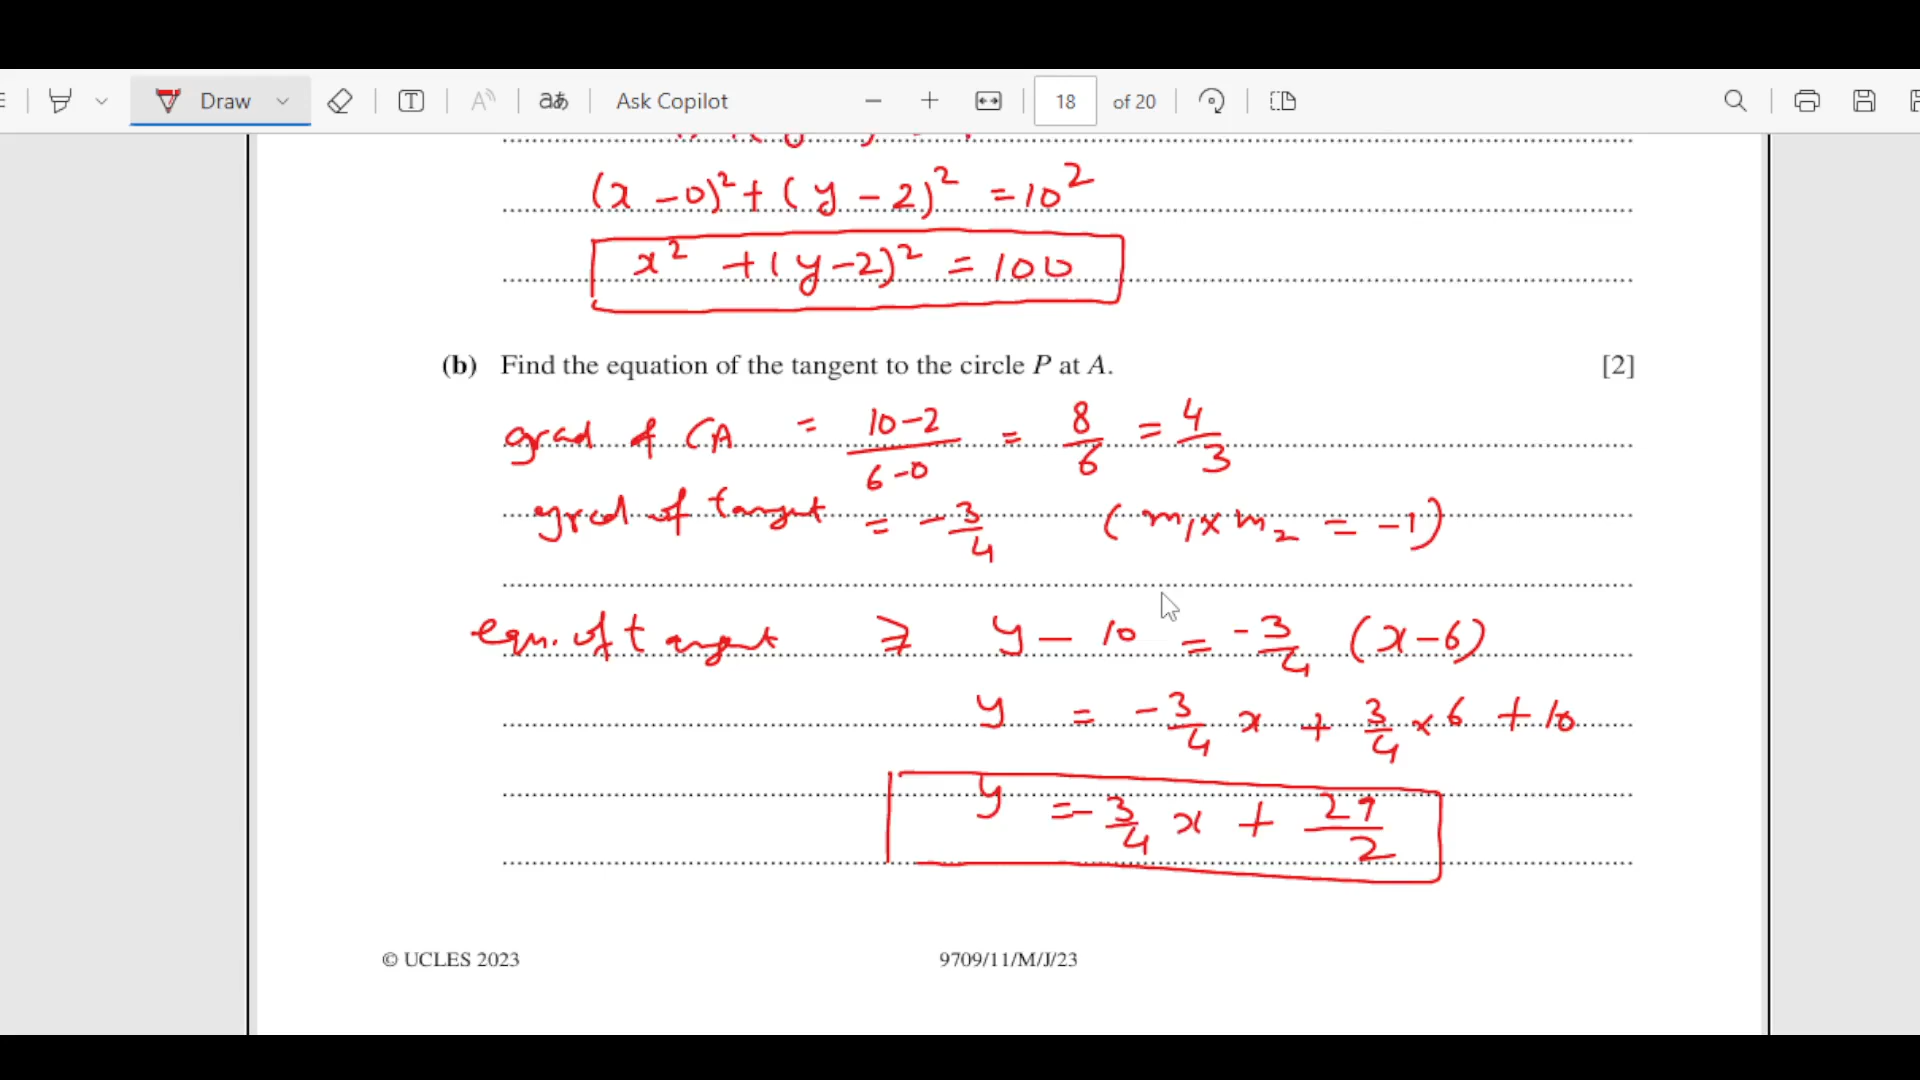 Draw Ask Copilot 18 of 20
(x - 0)² + (y - 2)² = 10²
x² + (y - 2)² = 100
(b) Find the equation of the tangent to the circle P at A. [2]
grad of CA = 10-2/6-0 = 8/6 = 4/3
grad of tangent = -3/4 (m₁ x m₂ = -1)
eqn. of tangent ⇒ y - 10 = -3/4 (x - 6)
y = -3/4 x + 3/4 x 6 + 10
y = -3/4 x + 29/2
© UCLES 2023 9709/11/M/J/23